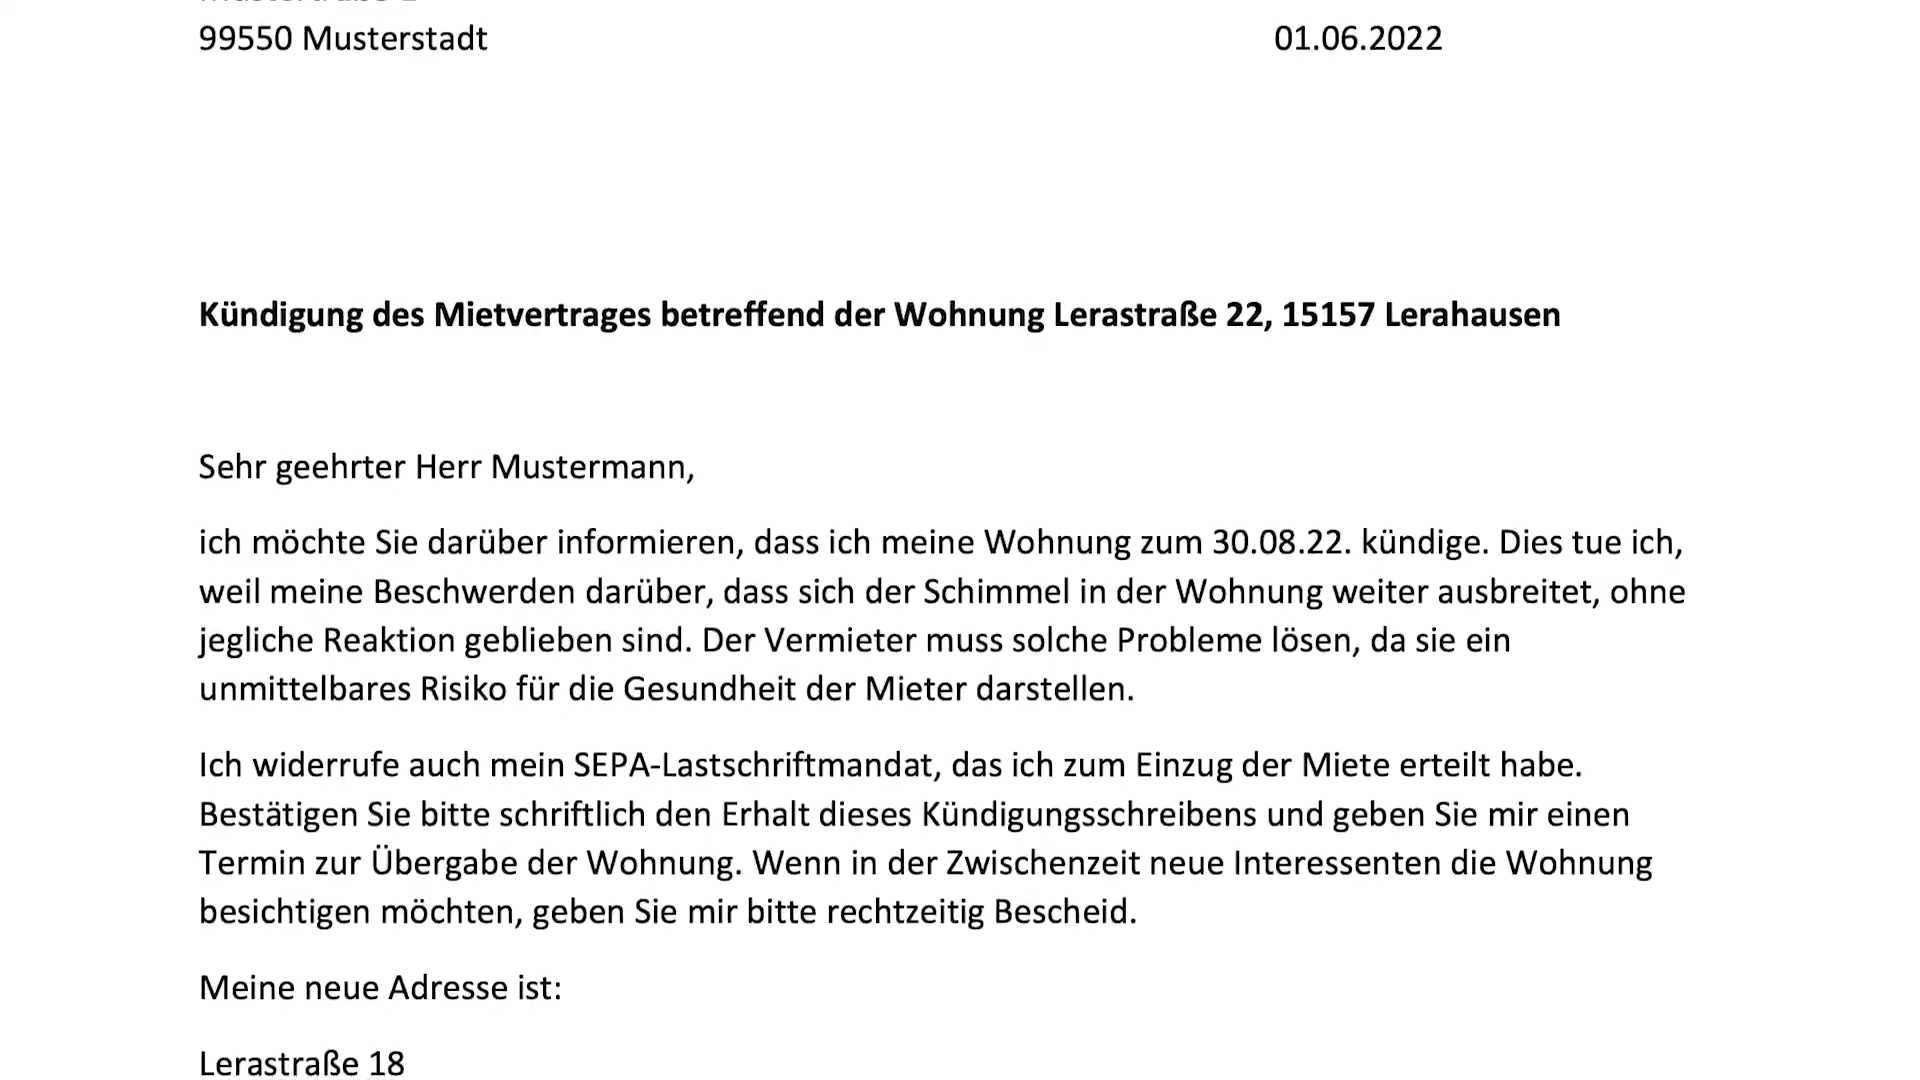 99550 Musterstadt 01.06.2022
Kündigung des Mietvertrages betreffend der Wohnung Lerastraße 22, 15157 Lerahausen
Sehr geehrter Herr Mustermann,
ich möchte Sie darüber informieren, dass ich meine Wohnung zum 30.08.22. kündige. Dies tue ich,
weil meine Beschwerden darüber, dass sich der Schimmel in der Wohnung weiter ausbreitet, ohne
jegliche Reaktion geblieben sind. Der Vermieter muss solche Probleme lösen, da sie ein
unmittelbares Risiko für die Gesundheit der Mieter darstellen.
Ich widerrufe auch mein SEPA-Lastschriftmandat, das ich zum Einzug der Miete erteilt habe.
Bestätigen Sie bitte schriftlich den Erhalt dieses Kündigungsschreibens und geben Sie mir einen
Termin zur Übergabe der Wohnung. Wenn in der Zwischenzeit neue Interessenten die Wohnung
besichtigen möchten, geben Sie mir bitte rechtzeitig Bescheid.
Meine neue Adresse ist:
Lerastraße 18